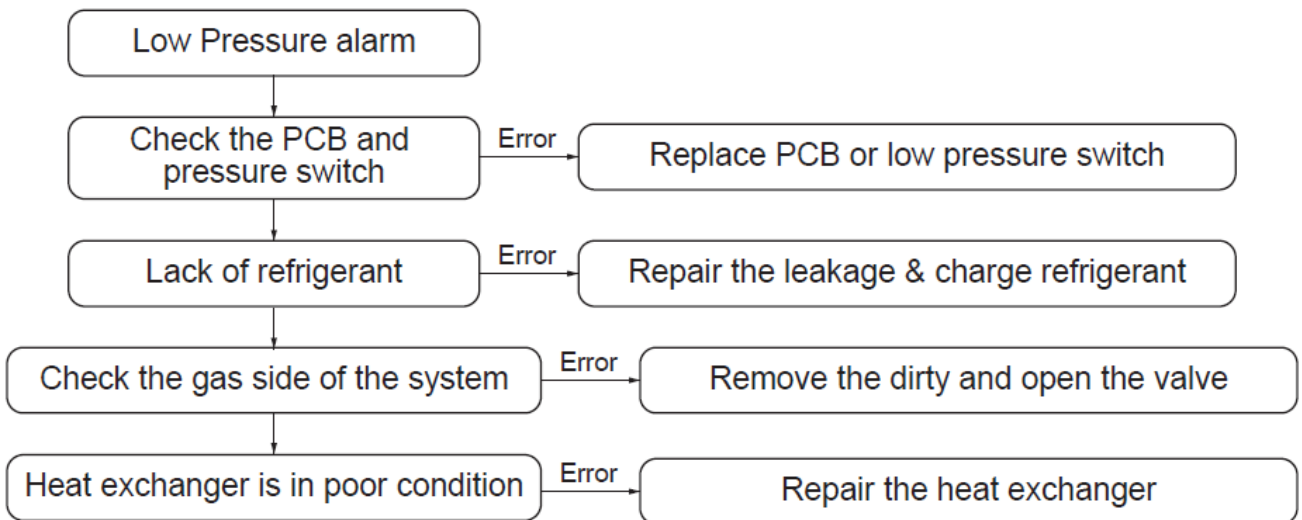 Low Pressure alarm
Check the PCB and
pressure switch
Error
Replace PCB or low pressure switch
Lack of refrigerant
Error
Repair the leakage & charge refrigerant
Check the gas side of the system
Error
Remove the dirty and open the valve
Heat exchanger is in poor condition
Error
Repair the heat exchanger